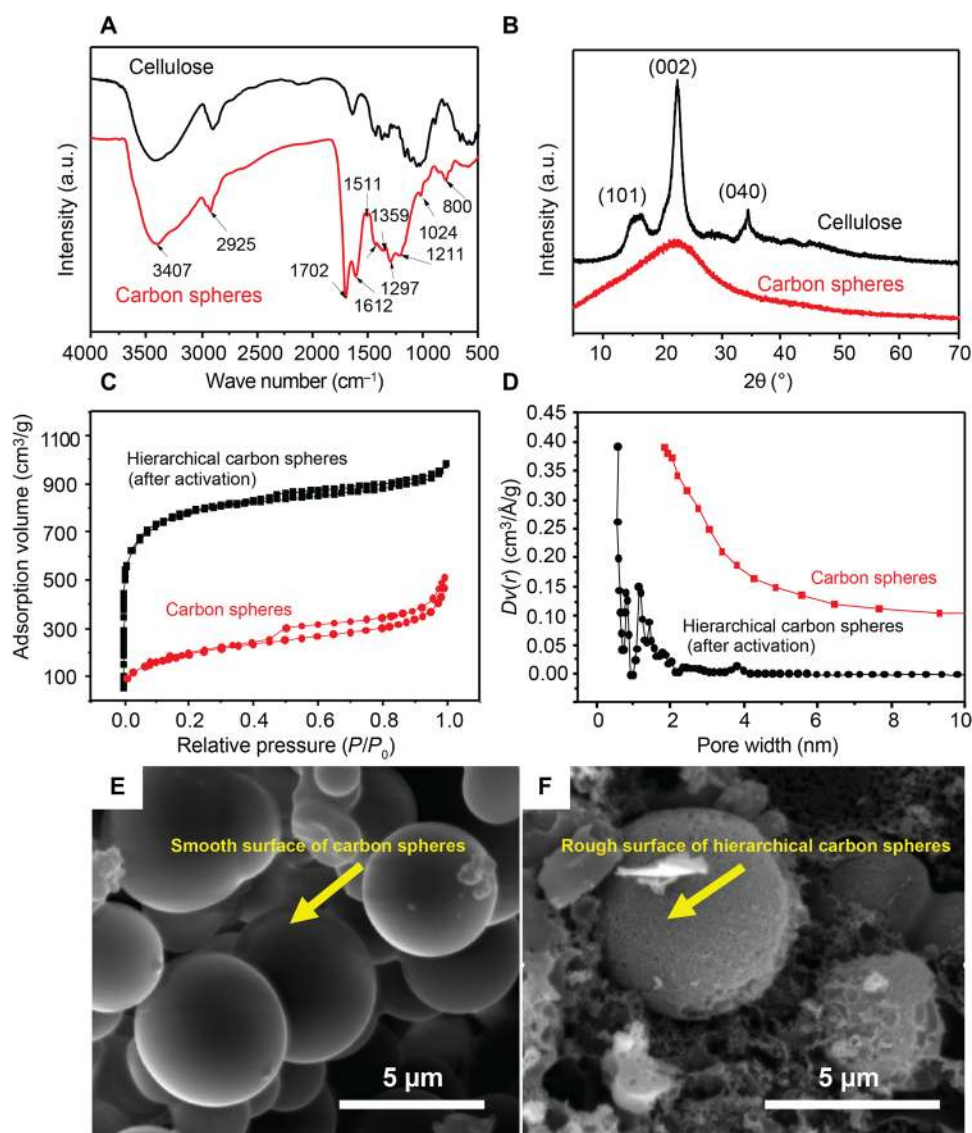 A
Cellulose
1511
1359
800
1024
2925
3407
1211
1702
1297
Carbon spheres
1612
Intensity (a.u.)
4000 3000 2000 1000 500
Wave number (cm⁻¹)
B
(002)
(101)
(040)
Cellulose
Carbon spheres
Intensity (a.u.)
10 20 30 40 50 60 70
2θ (°)
C
1100
900
700
500
300
100
Adsorption volume (cm³/g)
Hierarchical carbon spheres
(after activation)
Carbon spheres
0.0 0.2 0.4 0.6 0.8 1.0
Relative pressure (P/P₀)
D
0.45
0.40
0.35
0.30
0.25
0.20
0.15
0.10
0.05
0.00
Dv(r) (cm³/Å/g)
Carbon spheres
Hierarchical carbon spheres
(after activation)
0 2 4 6 8 10
Pore width (nm)
E
Smooth surface of carbon spheres
5 µm
F
Rough surface of hierarchical carbon spheres
5 µm